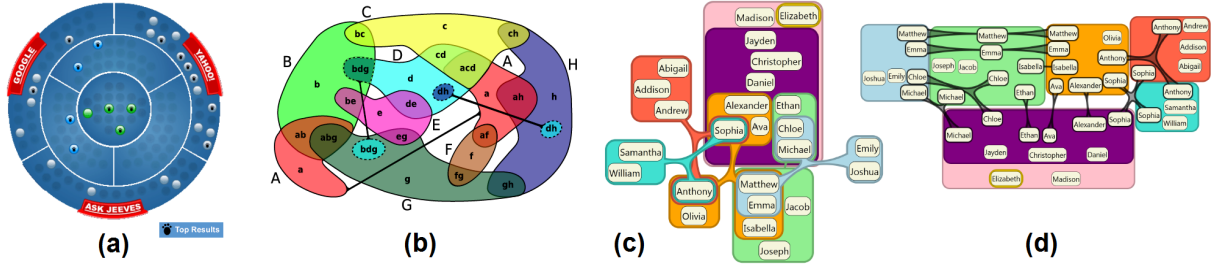 GOOGLE
YAHOO!
ASK JEEVES
Top Results
(a)
C
c
bc
ch
B
D
cd
A
H
bdg
d
acd
b
dh
a
h
be
de
ah
e
E
dh
ab
abg
eg
af
bdg
F
f
a
A
g
fg
gh
G
(b)
Madison
Elizabeth
Jayden
Christopher
Daniel
Abigail
Addison
Andrew
Alexander
Ethan
Sophia
Ava
Chloe
Michael
Samantha
William
Emily
Joshua
Anthony
Matthew
Emma
Jacob
Olivia
Isabella
Joseph
(c)
Matthew
Matthew
Matthew
Olivia
Anthony
Andrew
Emma
Emma
Emma
Anthony
Addison
Joseph
Jacob
Isabella
Isabella
Abigail
Joshua
Emily
Chloe
Chloe
Sophia
Sophia
Michael
Michael
Ethan
Ava
Alexander
Sophia
Anthony
Chloe
Samantha
Michael
Ethan
Ava
Alexander
Sophia
William
Jayden
Christopher
Daniel
Elizabeth
Madison
(d)